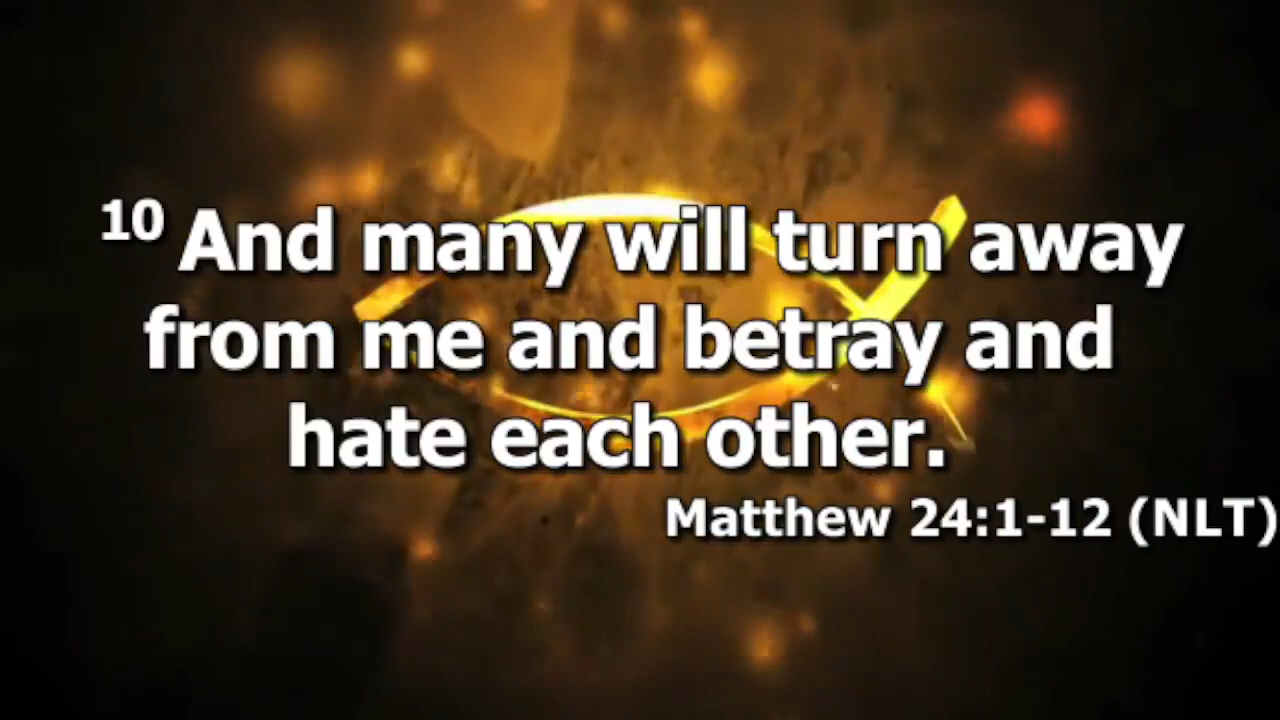 10 And many will turn away
from me and betray and
hate each other.
Matthew 24:1-12 (NLT)